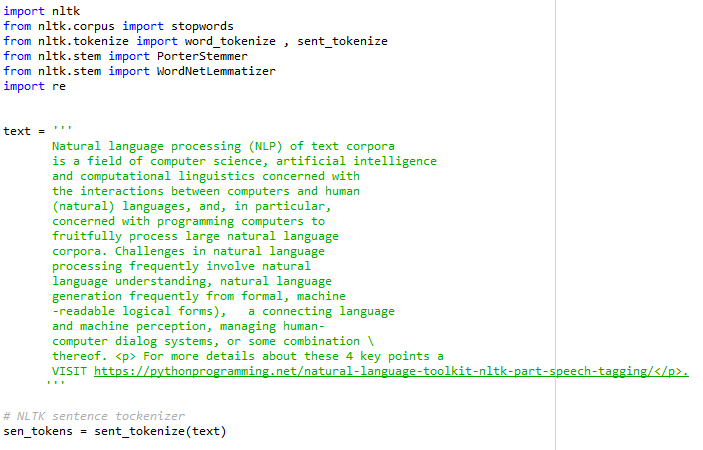 import nltk
from nltk.corpus import stopwords
from nltk.tokenize import word_tokenize , sent_tokenize
from nltk.stem import PorterStemmer
from nltk.stem import WordNetLemmatizer
import re
text = '''
Natural language processing (NLP) of text corpora
is a field of computer science, artificial intelligence
and computational linguistics concerned with
the interactions between computers and human
(natural) languages, and, in particular,
concerned with programming computers to
fruitfully process large natural language
corpora. Challenges in natural language
processing frequently involve natural
language understanding, natural language
generation frequently from formal, machine
-readable logical forms),   a connecting language
and machine perception, managing human-
computer dialog systems, or some combination \
thereof. <p> For more details about these 4 key points a
VISIT https://pythonprogramming.net/natural-language-toolkit-nltk-part-speech-tagging/</p>.
'''
# NLTK sentence tockenizer
sen_tokens = sent_tokenize(text)